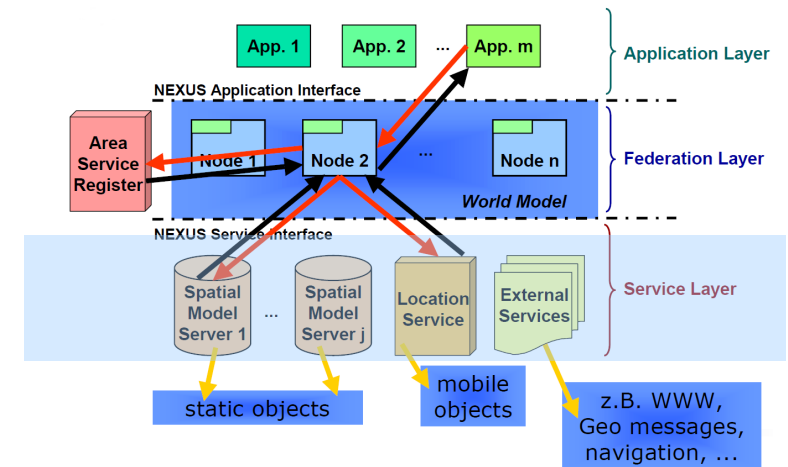 App. 1
App. 2
...
App. m
Application Layer
NEXUS Application Interface
Area
Service
Register
Node 1
Node 2
...
Node n
Federation Layer
World Model
NEXUS Service Interface
Spatial
Model
Server 1
...
Spatial
Model
Server j
Location
Service
External
Services
Service Layer
static objects
mobile
objects
z.B. WWW,
Geo messages,
navigation, ...